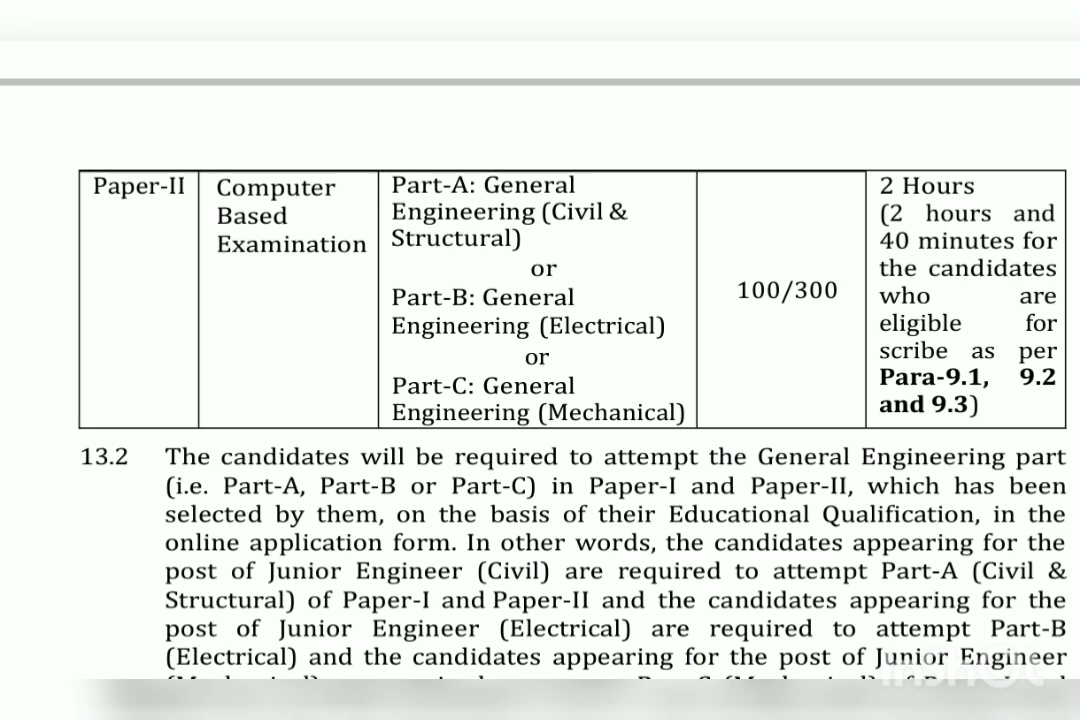 Paper-II
Computer
Based
Examination
Part-A: General
Engineering (Civil &
Structural)
or
Part-B: General
Engineering (Electrical)
or
Part-C: General
Engineering (Mechanical)
100/300
2 Hours
(2 hours and
40 minutes for
the candidates
who are
eligible for
scribe as per
Para-9.1, 9.2
and 9.3)
13.2 The candidates will be required to attempt the General Engineering part
(i.e. Part-A, Part-B or Part-C) in Paper-I and Paper-II, which has been
selected by them, on the basis of their Educational Qualification, in the
online application form. In other words, the candidates appearing for the
post of Junior Engineer (Civil) are required to attempt Part-A (Civil &
Structural) of Paper-I and Paper-II and the candidates appearing for the
post of Junior Engineer (Electrical) are required to attempt Part-B
(Electrical) and the candidates appearing for the post of Junior Engineer
InShOt